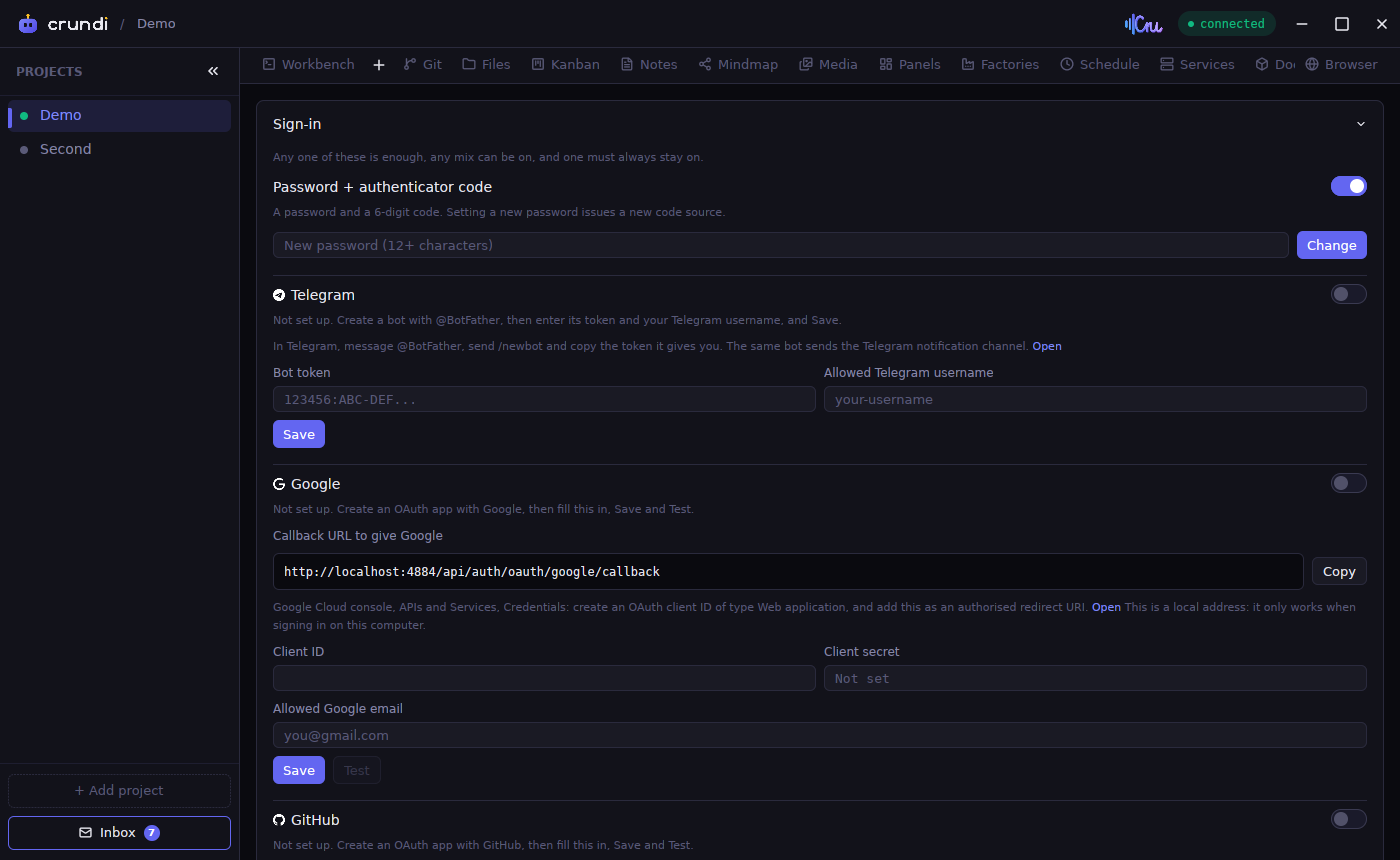 crundi / Demo
Cru
connected
PROJECTS
Workbench
Git
Files
Kanban
Notes
Mindmap
Media
Panels
Factories
Schedule
Services
Doc
Browser
Demo
Second
Sign-in
Any one of these is enough, any mix can be on, and one must always stay on.
Password + authenticator code
A password and a 6-digit code. Setting a new password issues a new code source.
New password (12+ characters)
Change
Telegram
Not set up. Create a bot with @BotFather, then enter its token and your Telegram username, and Save.
In Telegram, message @BotFather, send /newbot and copy the token it gives you. The same bot sends the Telegram notification channel. Open
Bot token
Allowed Telegram username
123456:ABC-DEF...
your-username
Save
Google
Not set up. Create an OAuth app with Google, then fill this in, Save and Test.
Callback URL to give Google
http://localhost:4884/api/auth/oauth/google/callback
Copy
Google Cloud console, APIs and Services, Credentials: create an OAuth client ID of type Web application, and add this as an authorised redirect URI. Open This is a local address: it only works when
signing in on this computer.
Client ID
Client secret
Not set
Allowed Google email
you@gmail.com
Save
Test
GitHub
Not set up. Create an OAuth app with GitHub, then fill this in, Save and Test.
+ Add project
Inbox 7